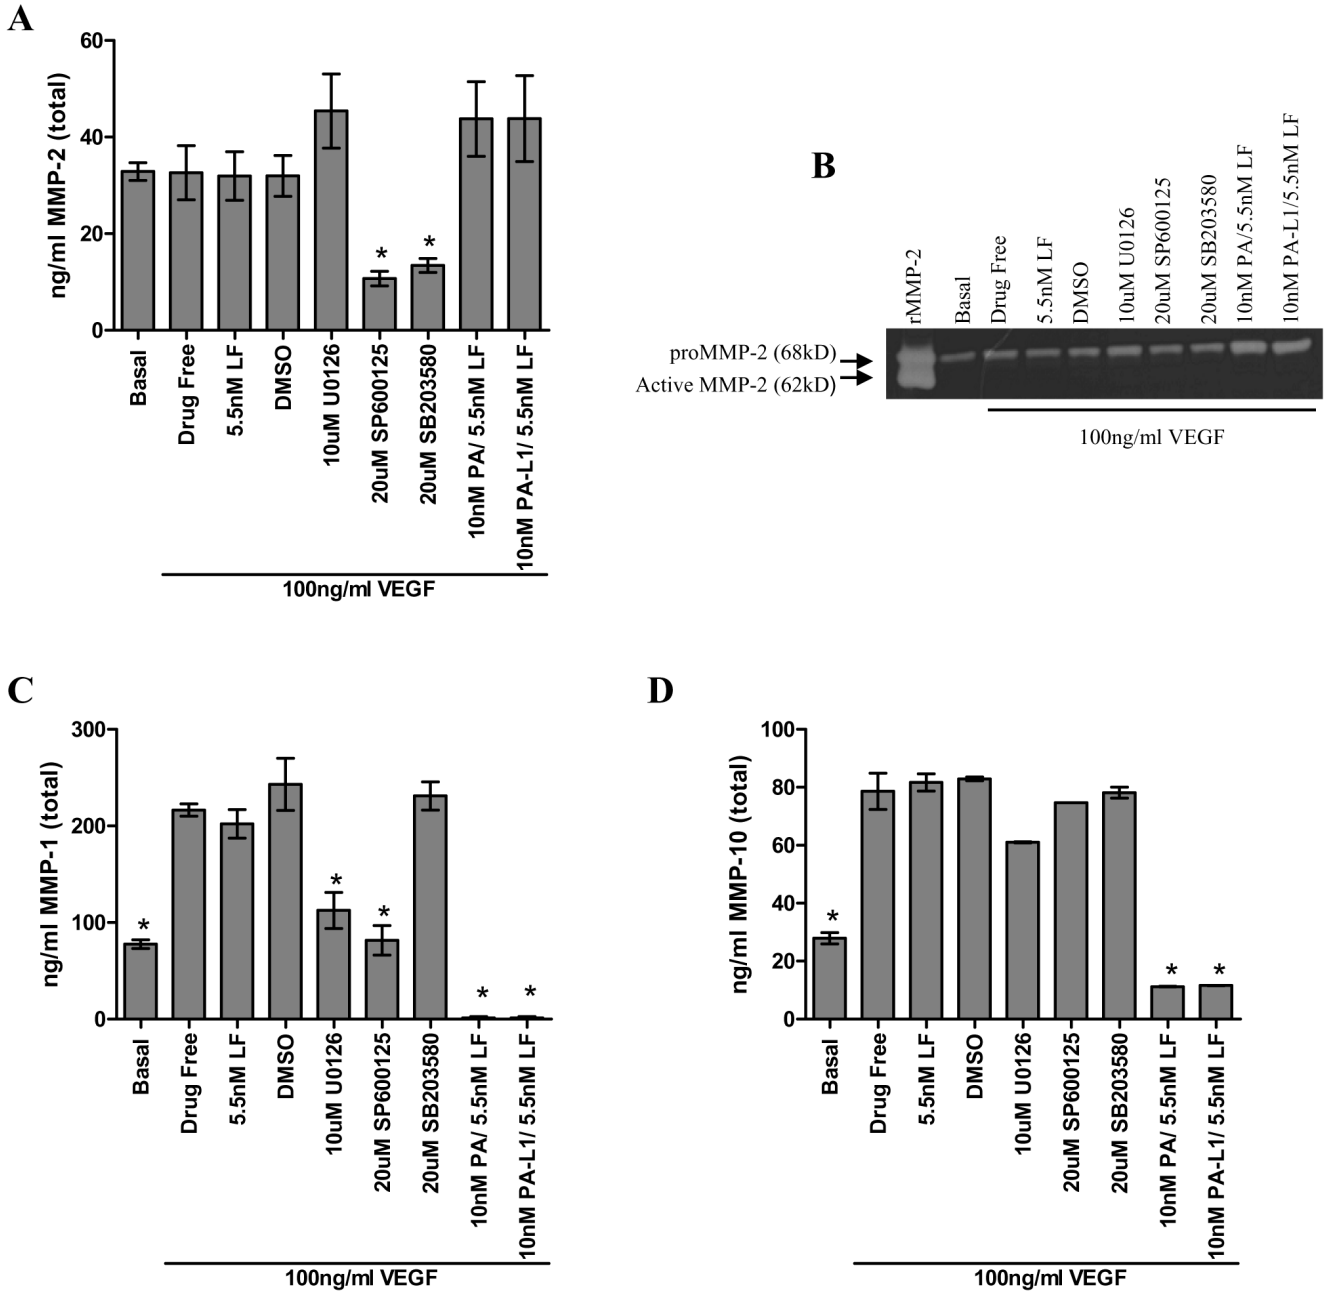 A
60
40
20
0
ng/ml MMP-2 (total)
*
*
Basal
Drug Free
5.5nM LF
DMSO
10uM U0126
20uM SP600125
20uM SB203580
10nM PA/ 5.5nM LF
10nM PA-L1/ 5.5nM LF
100ng/ml VEGF
B
rMMP-2
Basal
Drug Free
5.5nM LF
DMSO
10uM U0126
20uM SP600125
20uM SB203580
10nM PA/5.5nM LF
10nM PA-L1/5.5nM LF
proMMP-2 (68kD)
Active MMP-2 (62kD)
100ng/ml VEGF
C
300
200
100
0
ng/ml MMP-1 (total)
*
*
*
*
*
Basal
Drug Free
5.5nM LF
DMSO
10uM U0126
20uM SP600125
20uM SB203580
10nM PA/ 5.5nM LF
10nM PA-L1/ 5.5nM LF
100ng/ml VEGF
D
100
80
60
40
20
0
ng/ml MMP-10 (total)
*
*
*
Basal
Drug Free
5.5nM LF
DMSO
10uM U0126
20uM SP600125
20uM SB203580
10nM PA/ 5.5nM LF
10nM PA-L1/ 5.5nM LF
100ng/ml VEGF